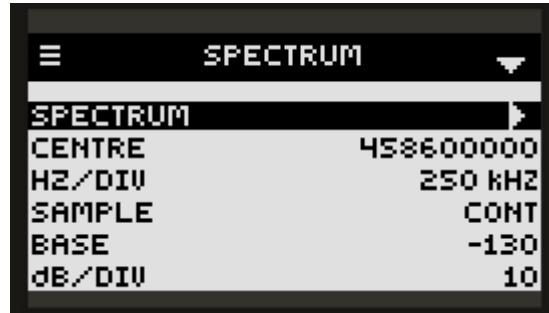 SPECTRUM
SPECTRUM
CENTRE 458600000
HZ/DIV 250 kHZ
SAMPLE CONT
BASE -130
dB/DIV 10